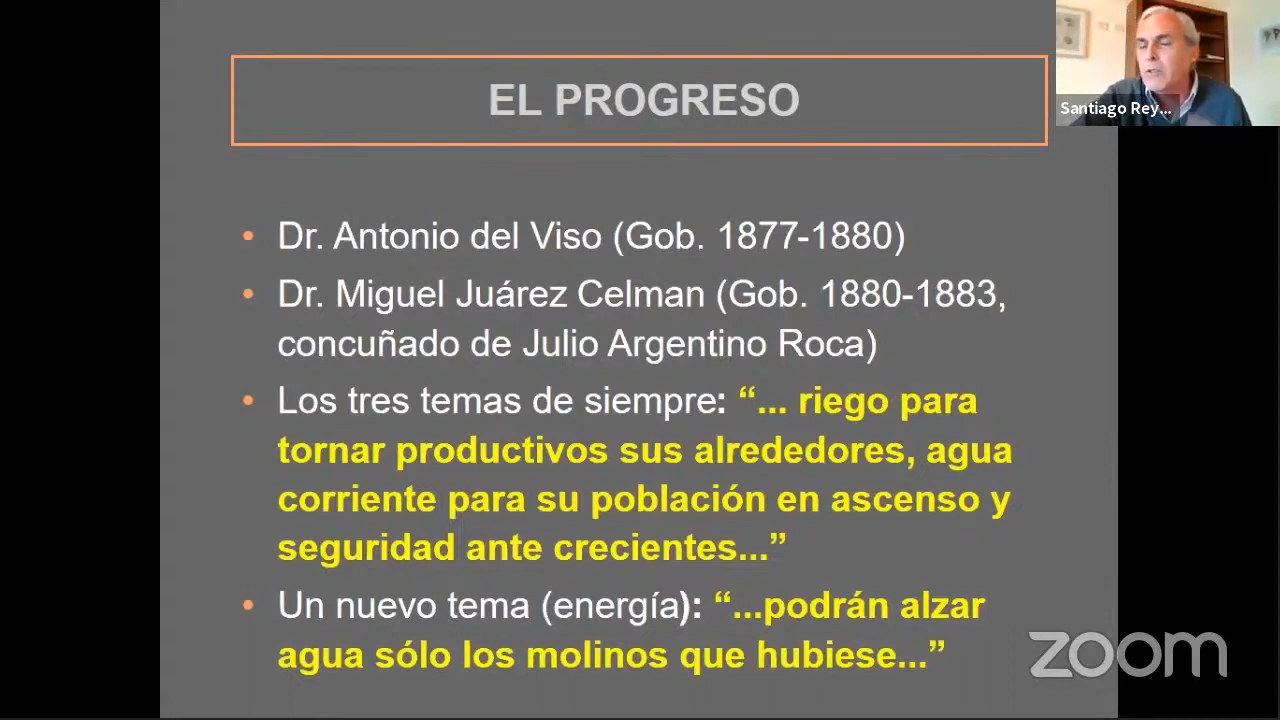 EL PROGRESO
Santiago Rey...
• Dr. Antonio del Viso (Gob. 1877-1880)
• Dr. Miguel Juárez Celman (Gob. 1880-1883,
concuñado de Julio Argentino Roca)
• Los tres temas de siempre: “... riego para
tornar productivos sus alrededores, agua
corriente para su población en ascenso y
seguridad ante crecientes...”
• Un nuevo tema (energía): “...podrán alzar
agua sólo los molinos que hubiese...”
zoom